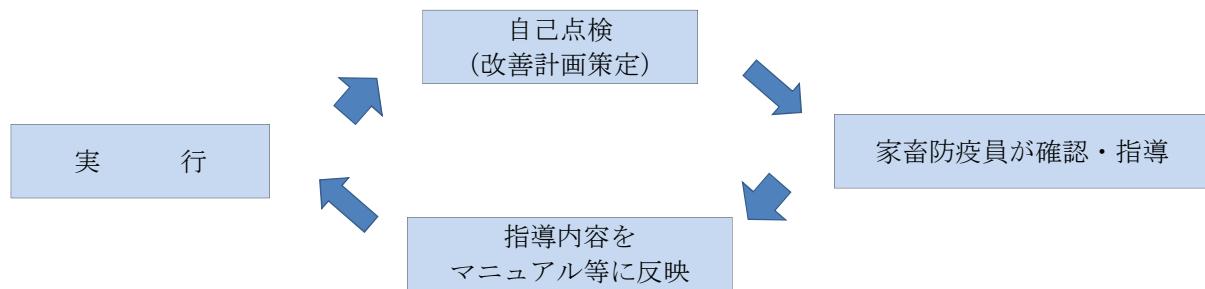 自己点検
（改善計画策定）
実　　　行
家畜防疫員が確認・指導
指導内容を
マニュアル等に反映